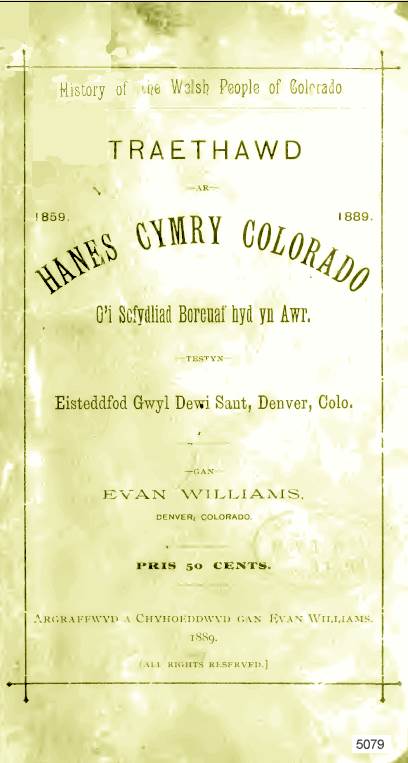 History of the Welsh People of Colorado
TRAETHAWD
—AR—
1859. 1889.
HANES CYMRY COLORADO
O'i Sefydliad Boreuaf hyd yn Awr.
—TESTYN—
Eisteddfod Gwyl Dewi Sant, Denver, Colo.
—GAN—
EVAN WILLIAMS,
DENVER, COLORADO.
PRIS 50 CENTS.
ARGRAFFWYD A CHYHOEDDWYD GAN EVAN WILLIAMS.
1889.
[ALL RIGHTS RESERVED.]
5079